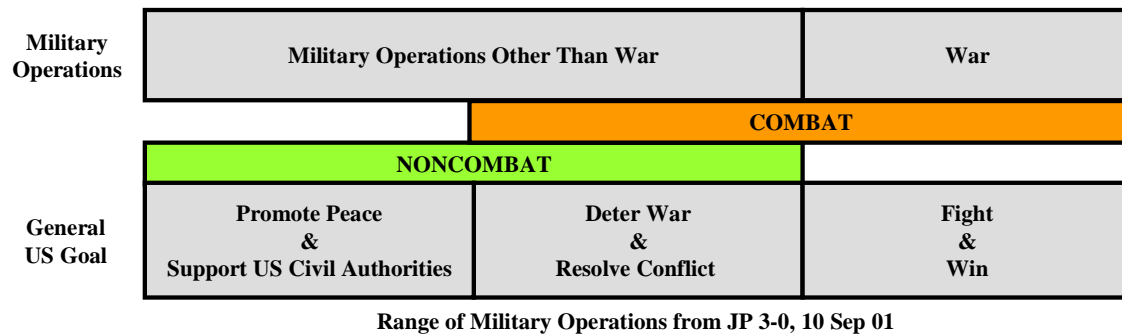 Military
Operations
Military Operations Other Than War
War
COMBAT
NONCOMBAT
General
US Goal
Promote Peace
&
Support US Civil Authorities
Deter War
&
Resolve Conflict
Fight
&
Win
Range of Military Operations from JP 3-0, 10 Sep 01